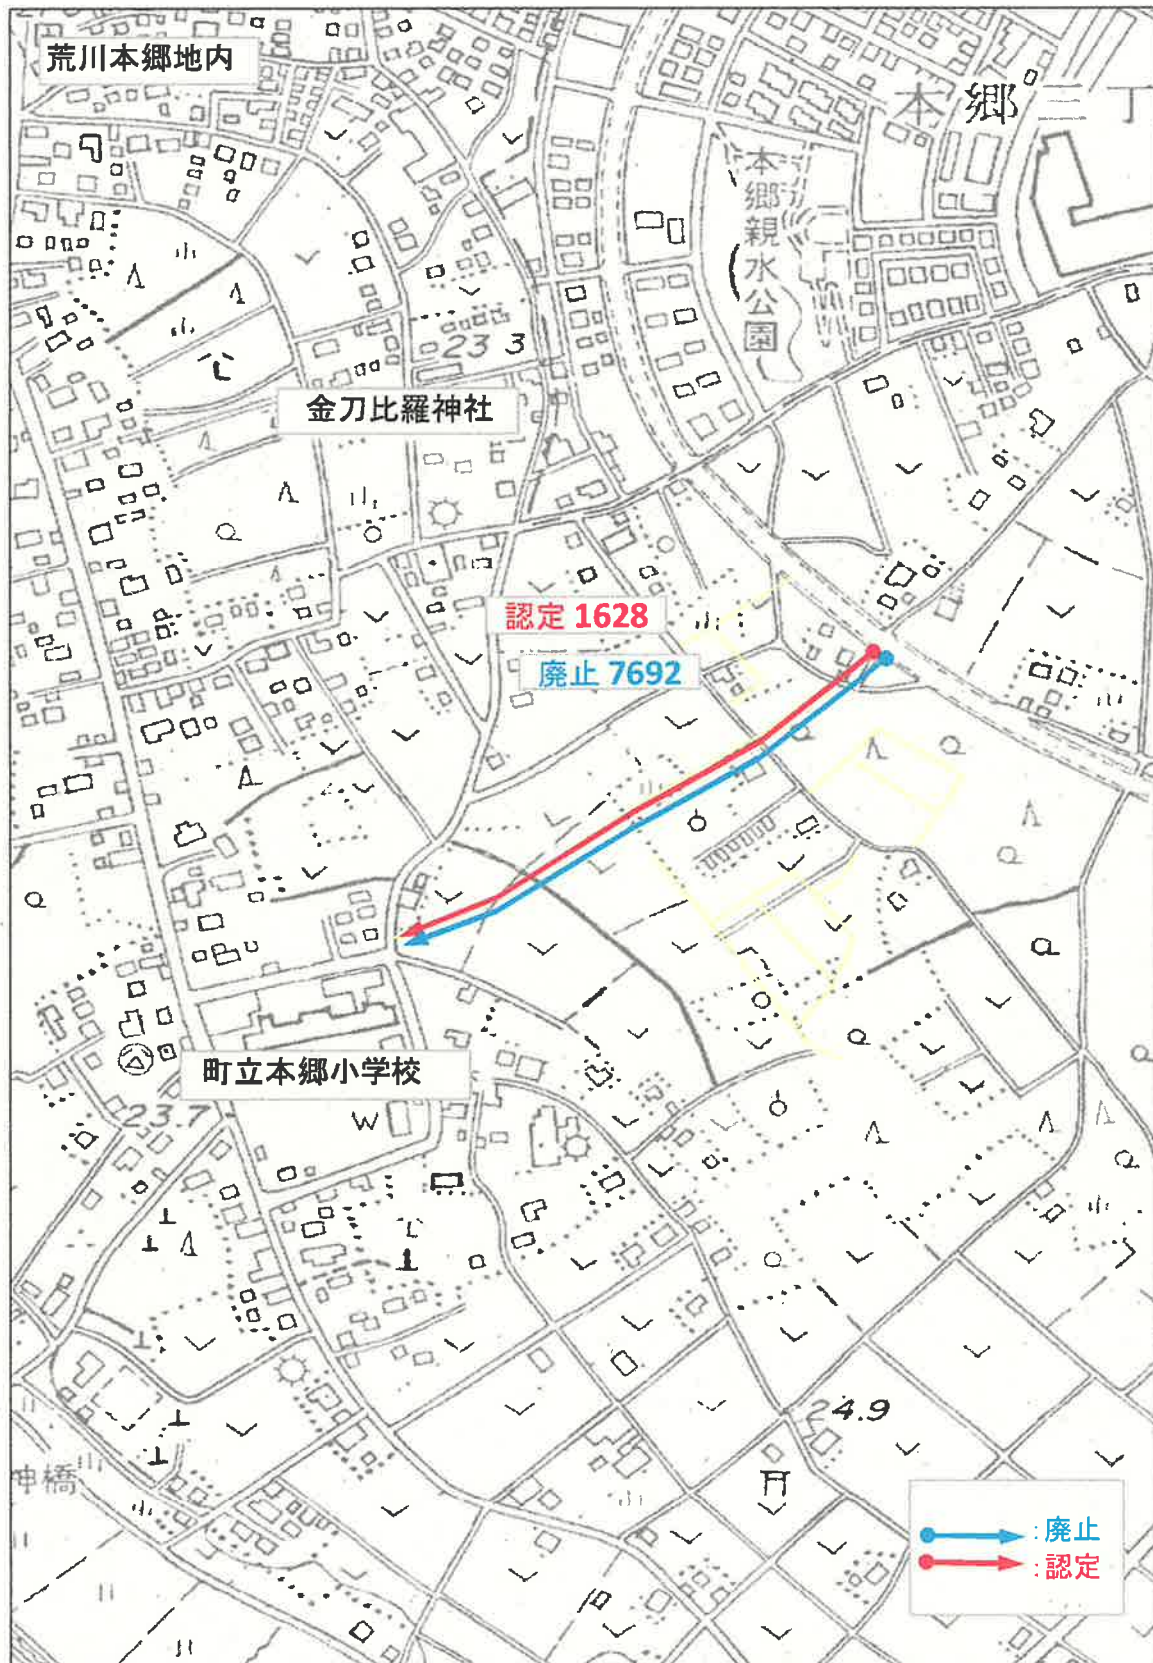 荒川本郷地内
本郷三丁
本郷親水公園
23 3
金刀比羅神社
認定 1628
廃止 7692
町立本郷小学校
23.7
W
24.9
神橋
:廃止
:認定